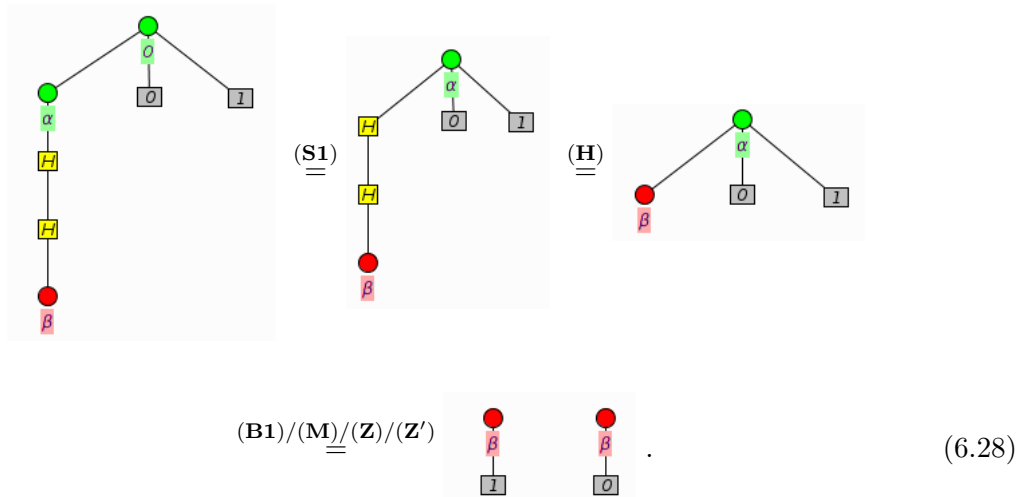 0
0 1
α
H
H
β
(S1)
=
α
0 1
H
H
β
(H)
=
α
0 1
β
(B1)/(M)/(Z)/(Z′)
=
β β
1 0
.
(6.28)